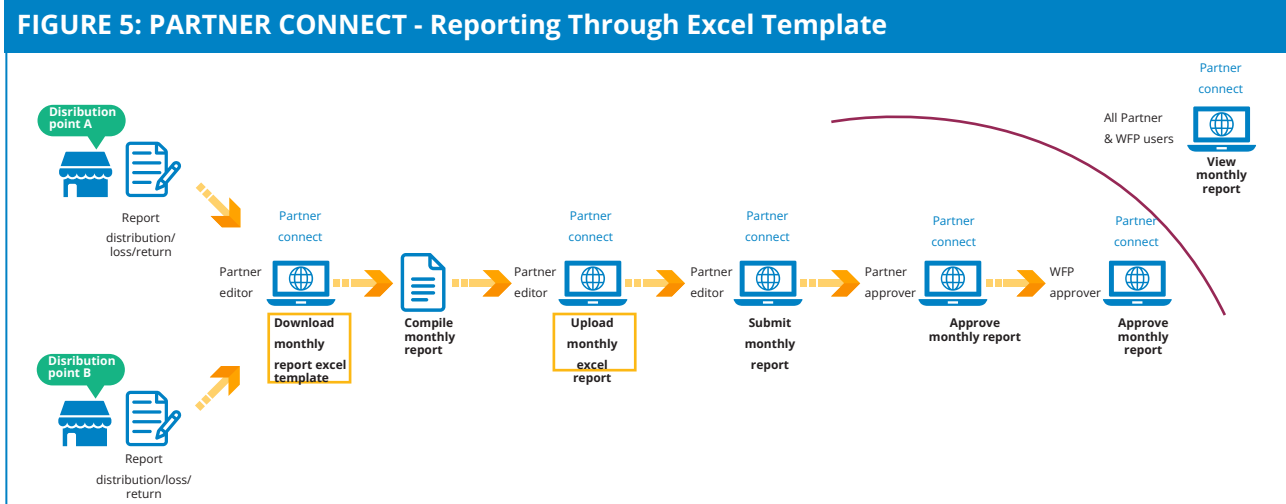 FIGURE 5: PARTNER CONNECT - Reporting Through Excel Template
Partner
connect
All Partner
& WFP users
View
monthly
report
Disribution
point A
Report
distribution/
loss/return
Partner
connect
Partner
editor
Download
monthly
report excel
template
Compile
monthly
report
Partner
connect
Partner
editor
Upload
monthly
excel
report
Partner
connect
Partner
editor
Submit
monthly
report
Partner
connect
Partner
approver
Approve
monthly report
Partner
connect
WFP
approver
Approve
monthly
report
Disribution
point B
Report
distribution/loss/
return